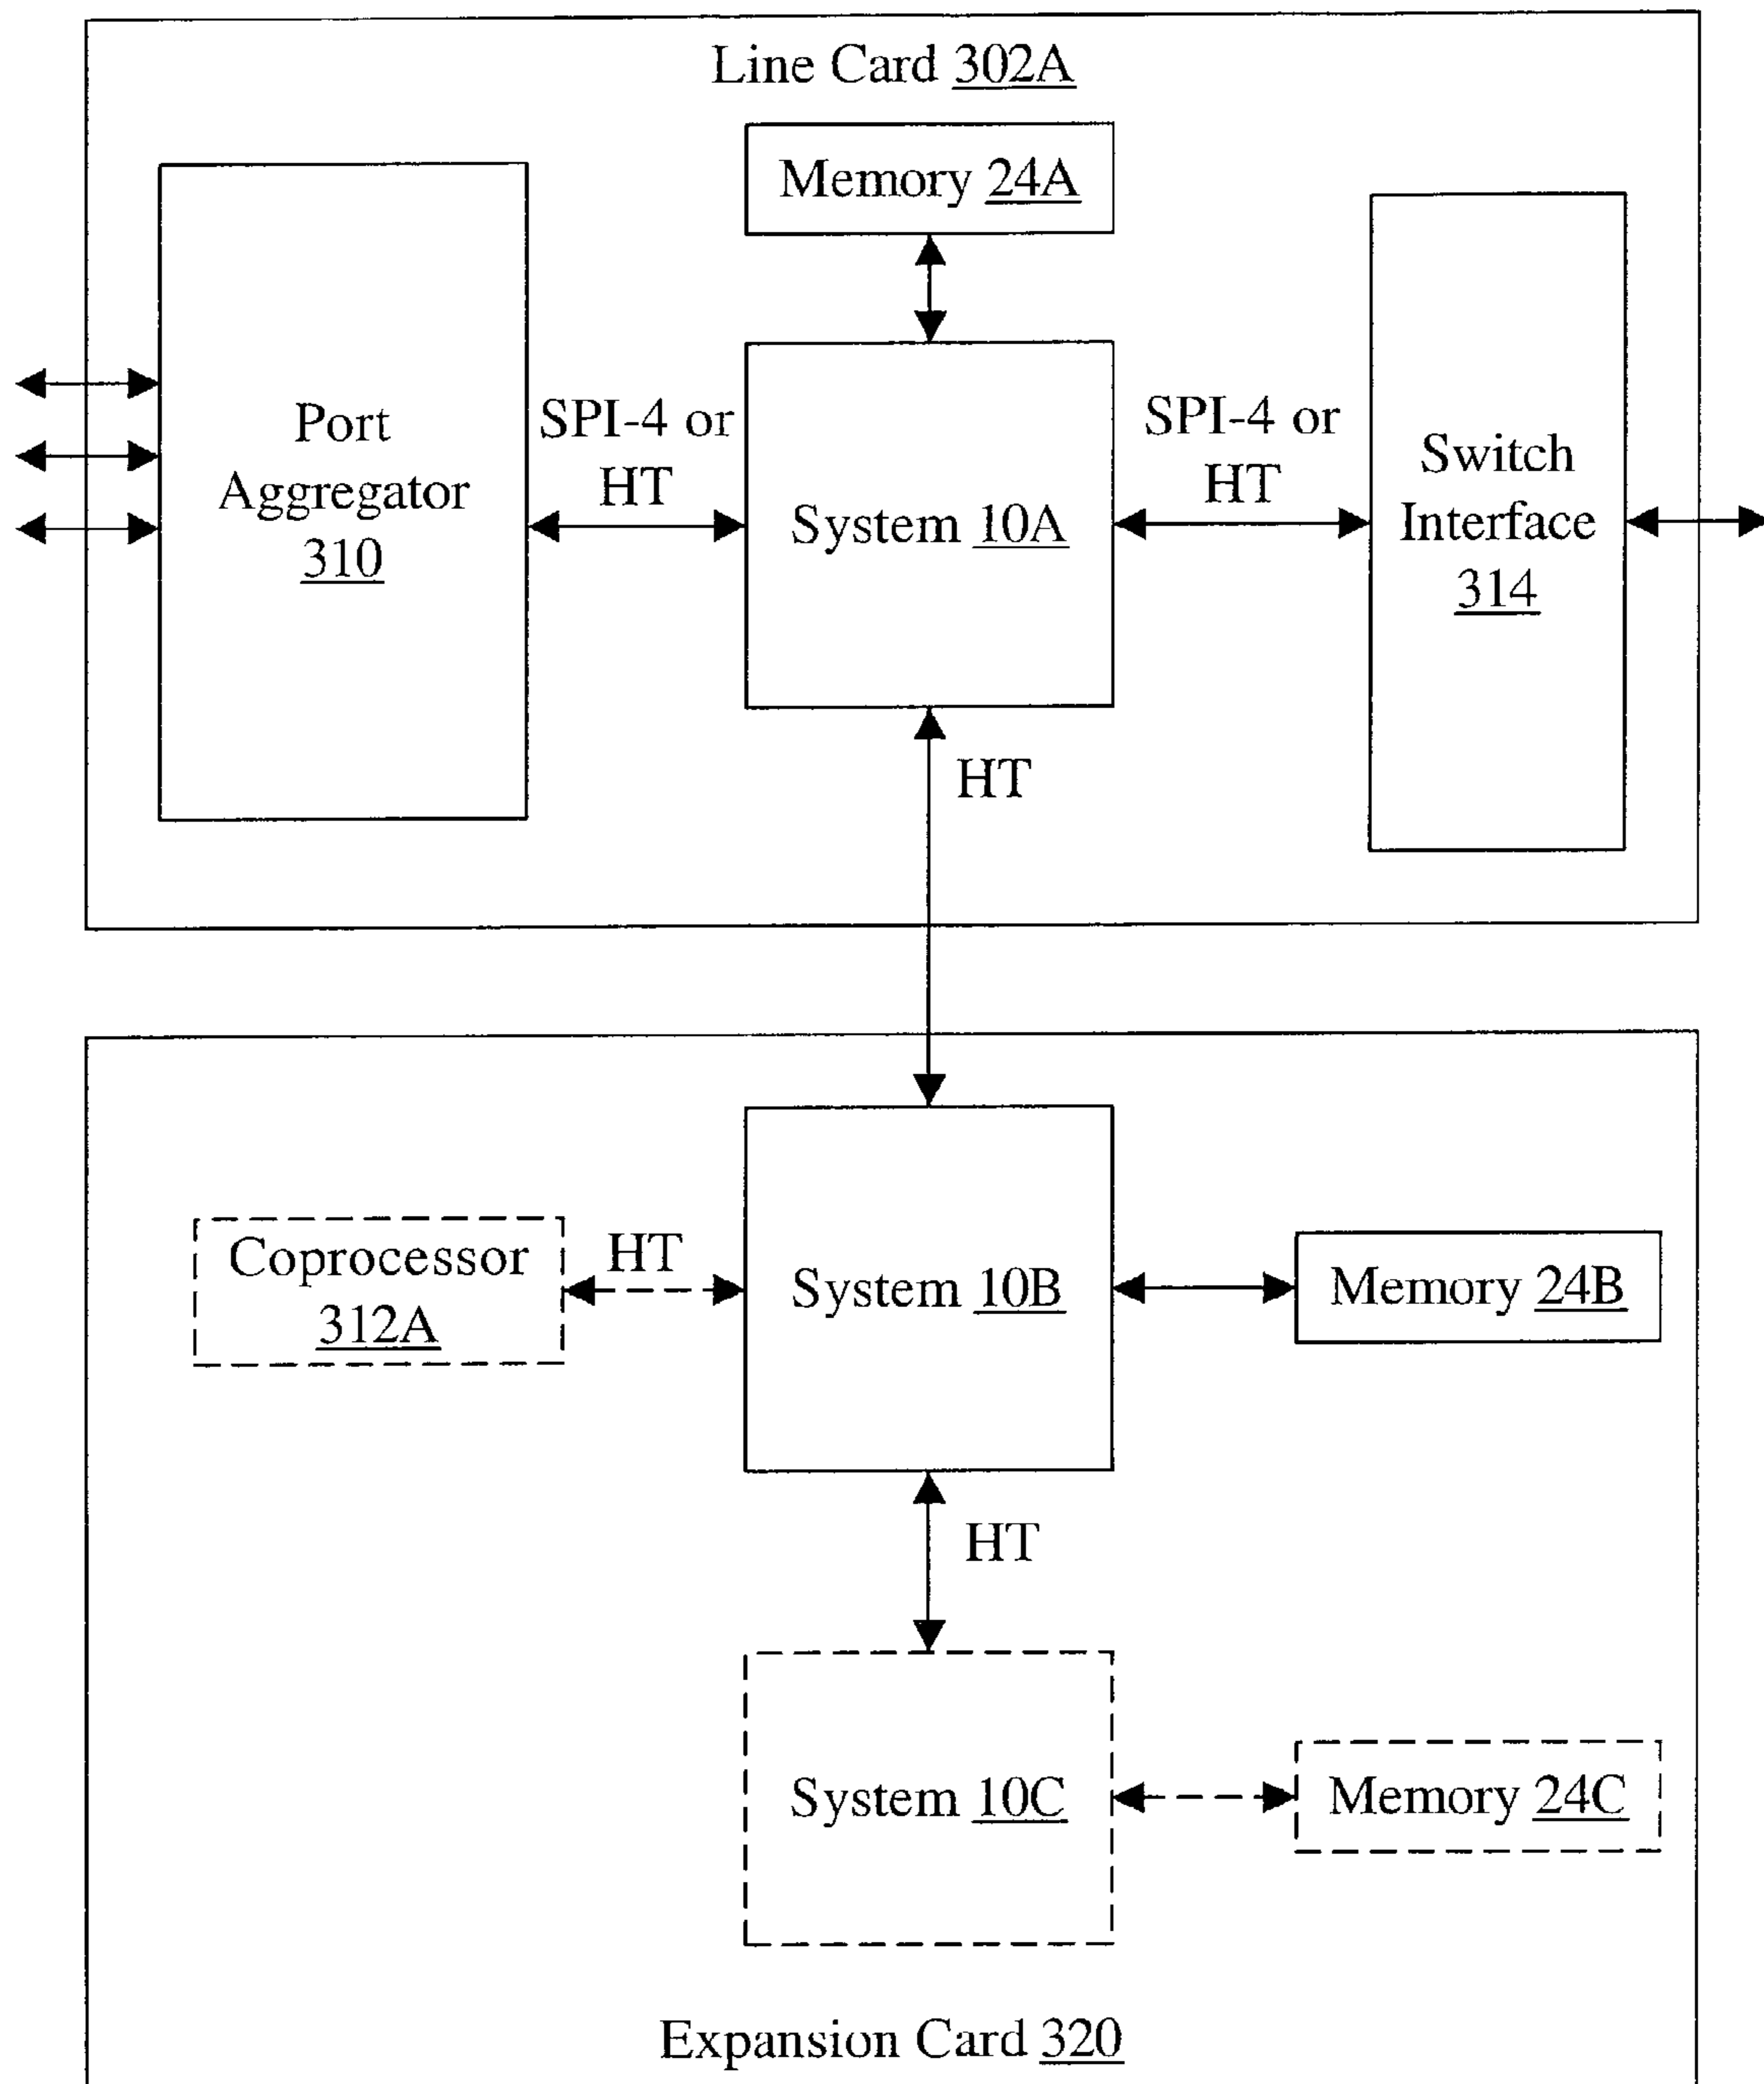 Line Card 302A
Memory 24A
Port
Aggregator
310
SPI-4 or
HT
System 10A
SPI-4 or
HT
Switch
Interface
314
HT
Coprocessor
312A
HT
System 10B
Memory 24B
HT
System 10C
Memory 24C
Expansion Card 320